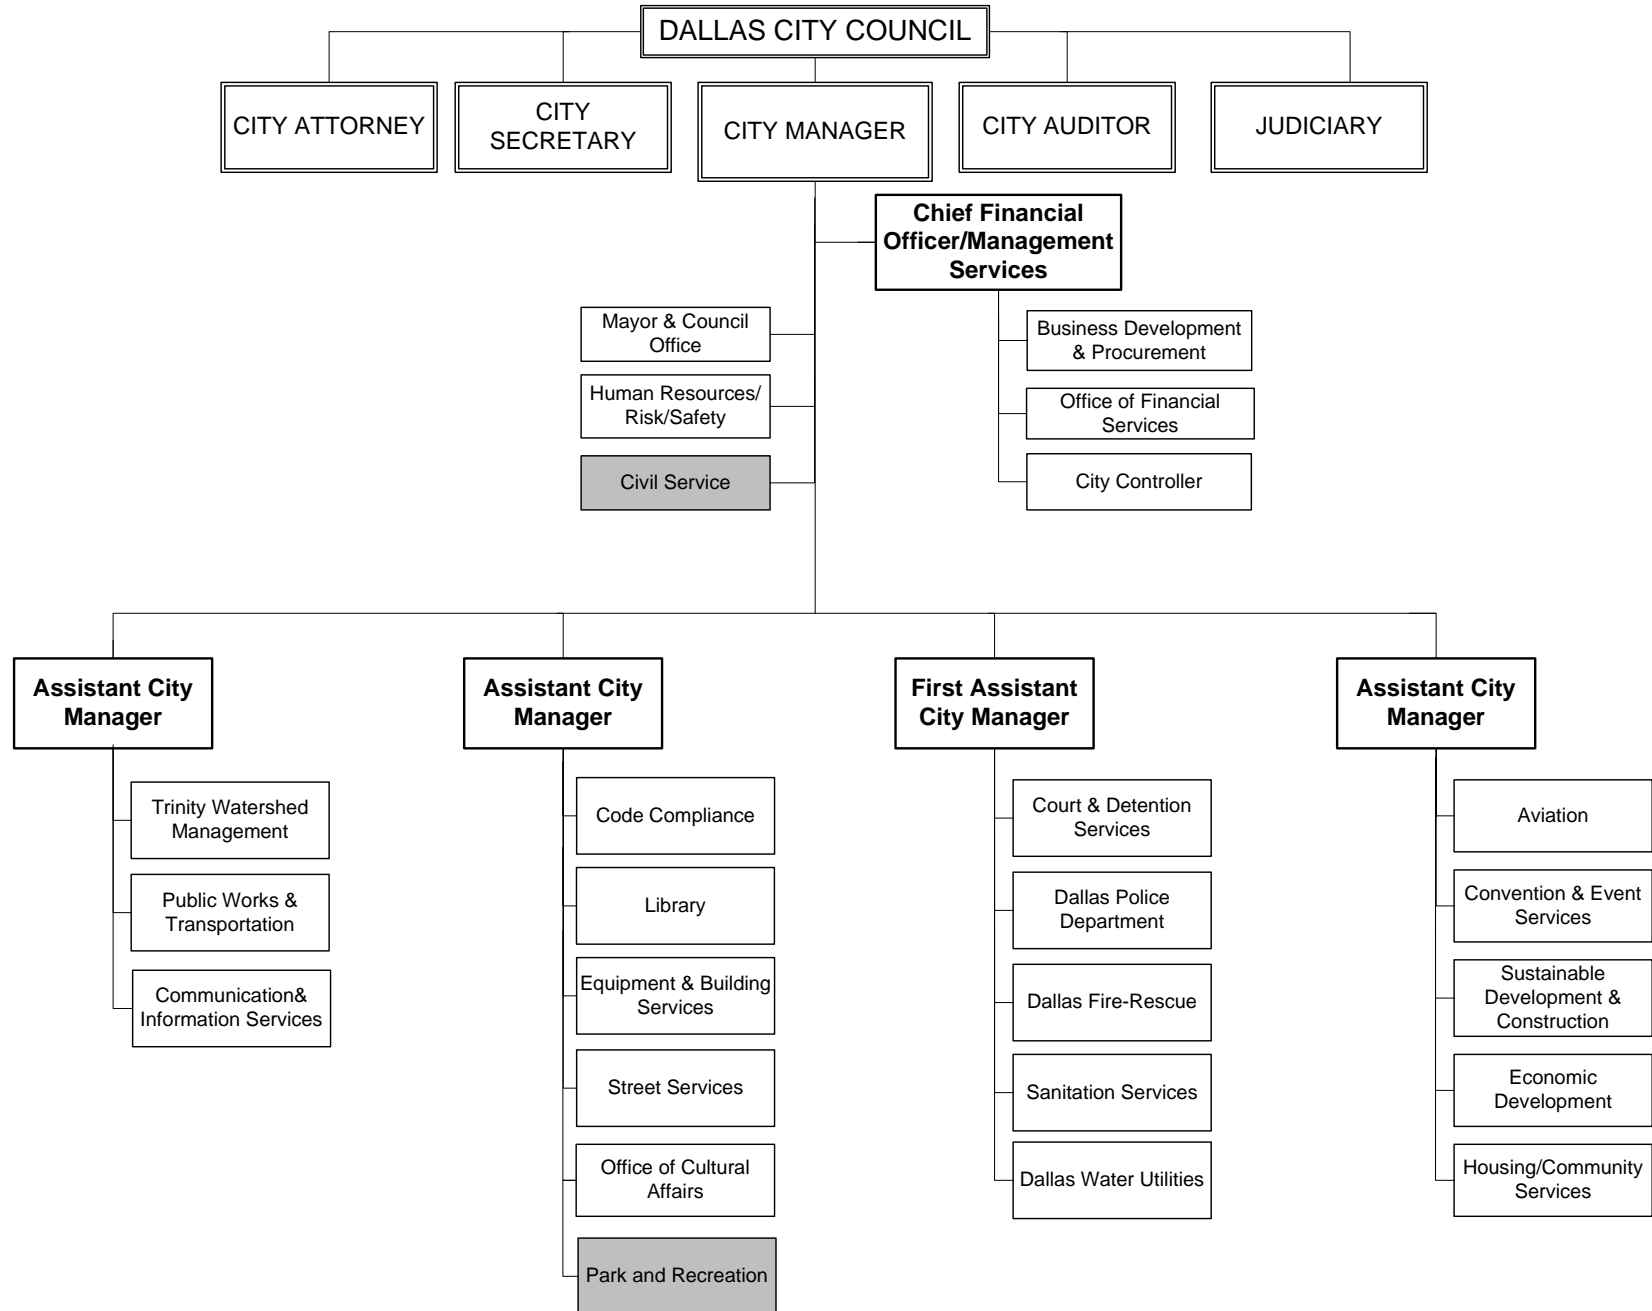 DALLAS CITY COUNCIL
CITY ATTORNEY
CITY
SECRETARY
CITY MANAGER
CITY AUDITOR
JUDICIARY
Chief Financial
Officer/Management
Services
Mayor & Council
Office
Human Resources/
Risk/Safety
Civil Service
Business Development
& Procurement
Office of Financial
Services
City Controller
Assistant City
Manager
Trinity Watershed
Management
Public Works &
Transportation
Communication&
Information Services
Assistant City
Manager
Code Compliance
Library
Equipment & Building
Services
Street Services
Office of Cultural
Affairs
Park and Recreation
First Assistant
City Manager
Court & Detention
Services
Dallas Police
Department
Dallas Fire-Rescue
Sanitation Services
Dallas Water Utilities
Assistant City
Manager
Aviation
Convention & Event
Services
Sustainable
Development &
Construction
Economic
Development
Housing/Community
Services